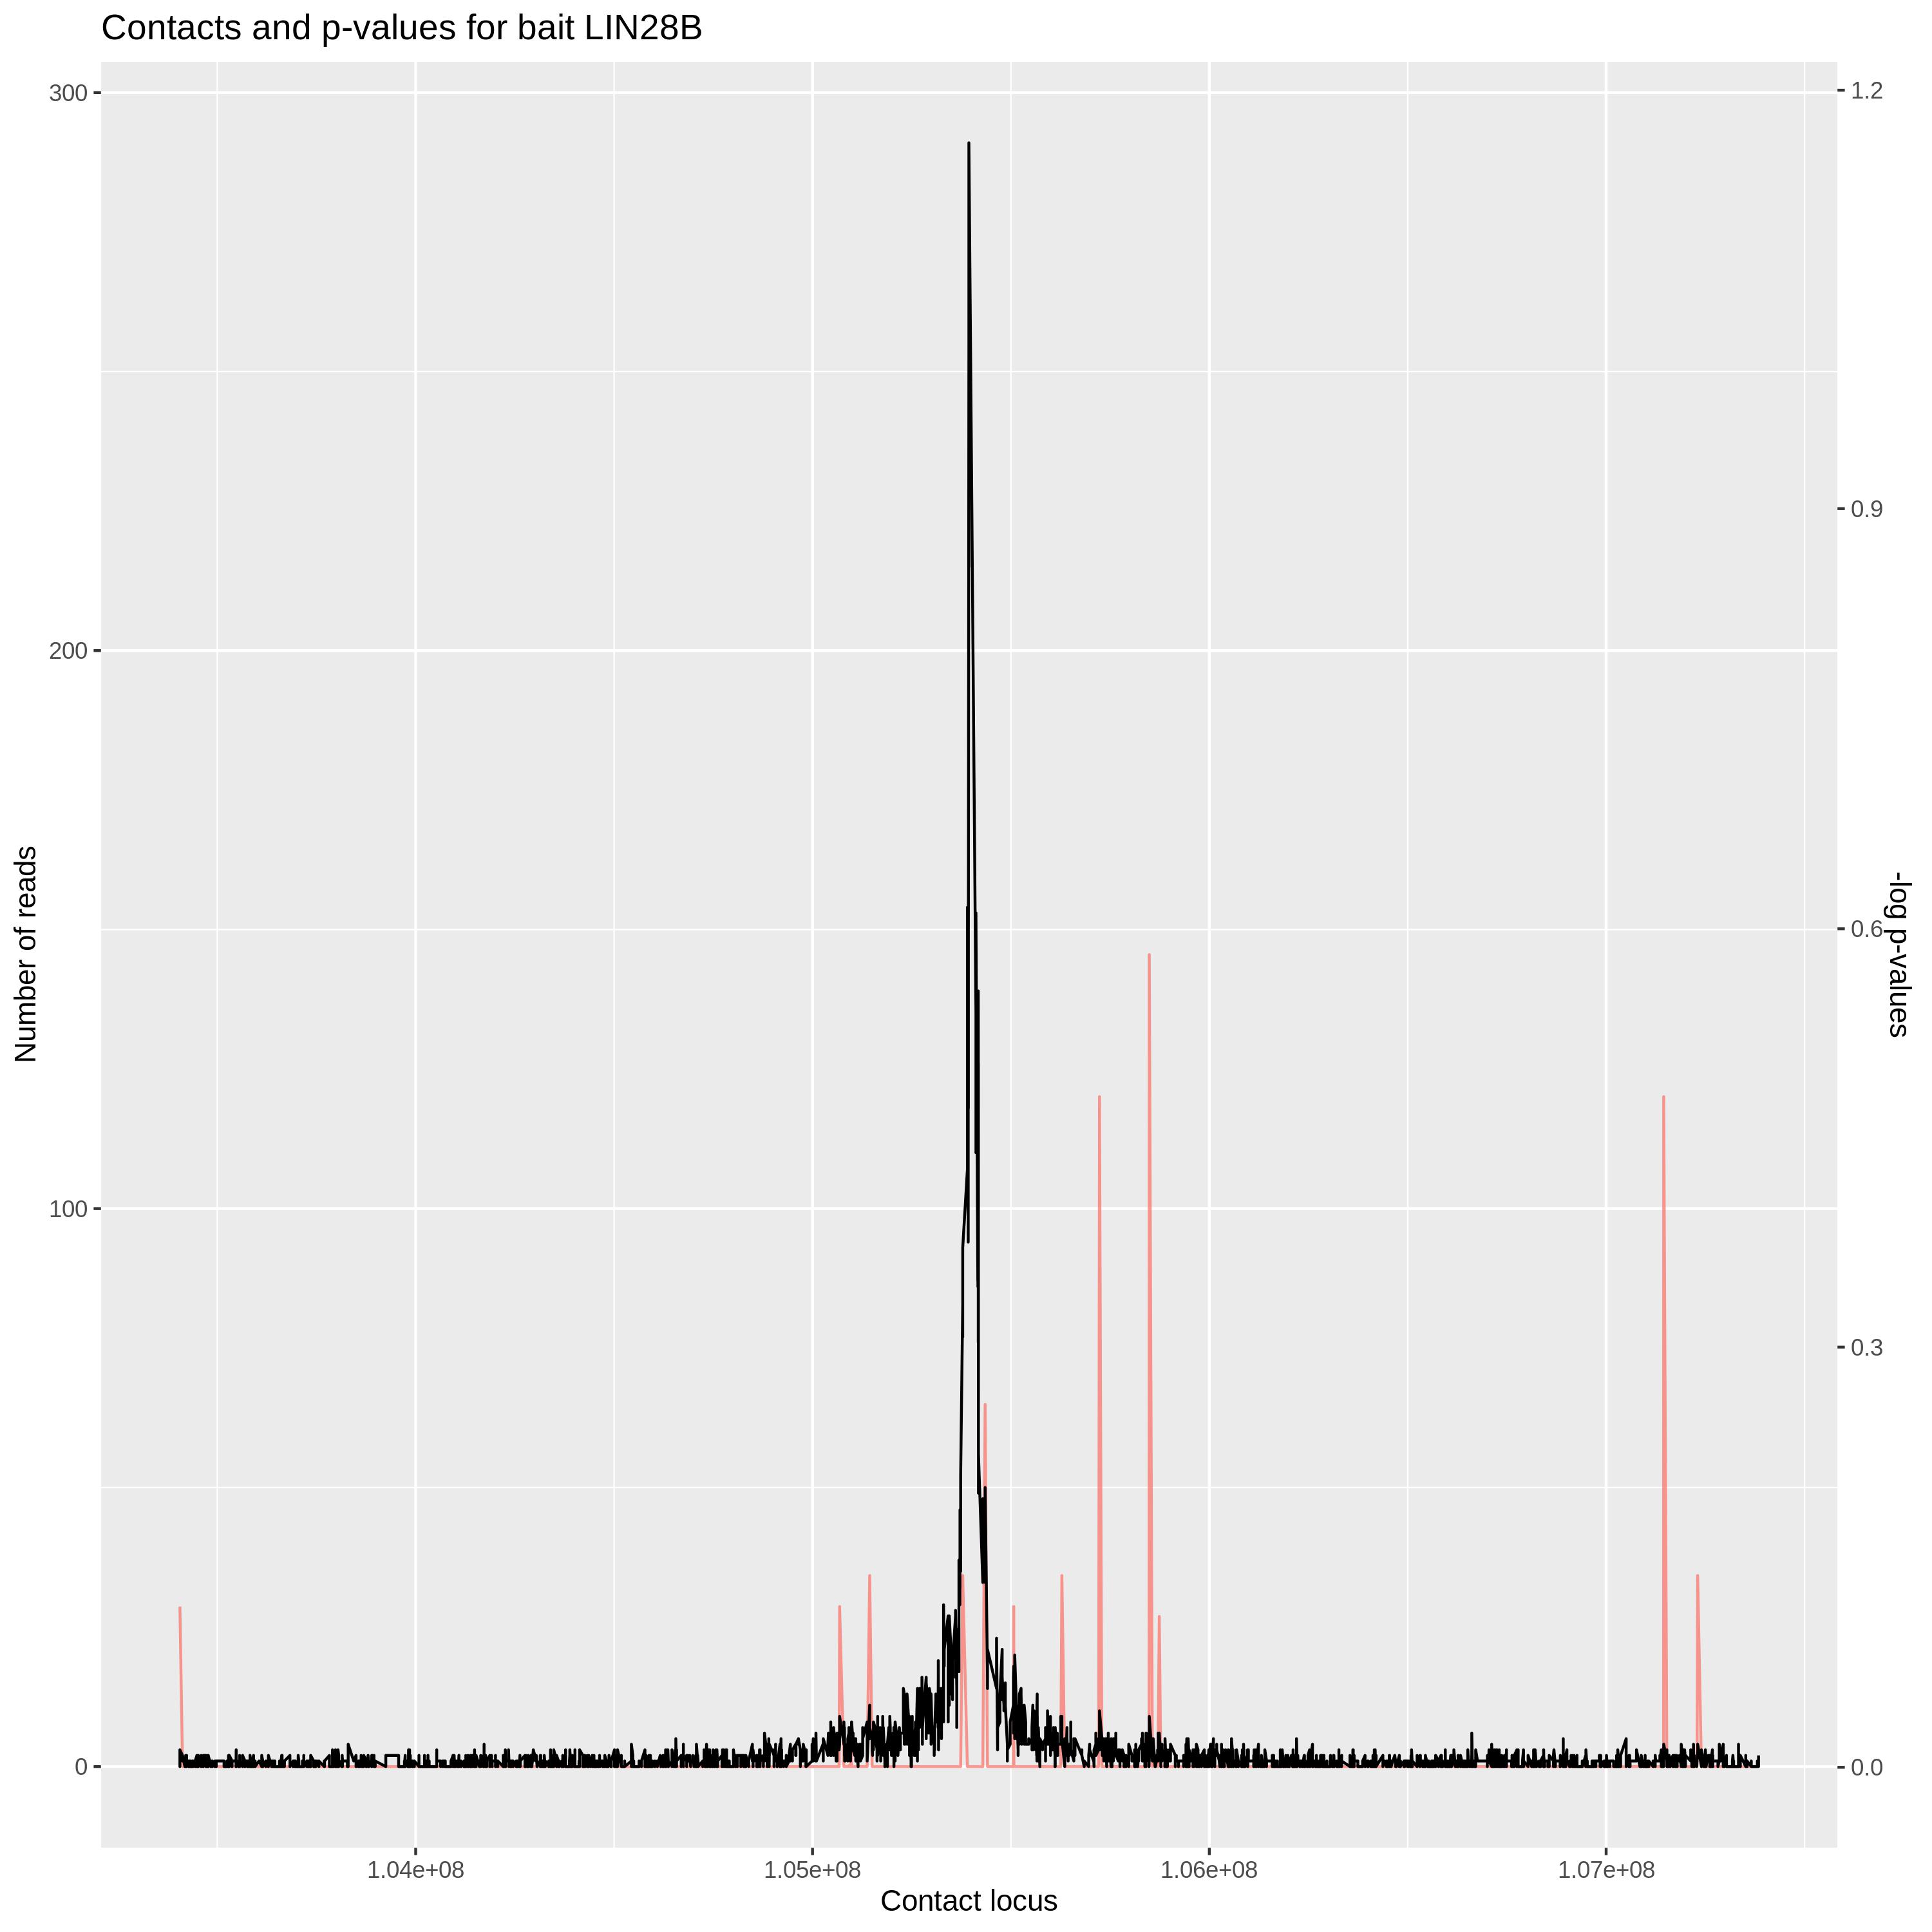 Contacts and p-values for bait LIN28B
300
200
100
0
Number of reads
1.2
0.9
0.6
0.3
0.0
-log p-values
1.04e+08 1.05e+08 1.06e+08 1.07e+08
Contact locus